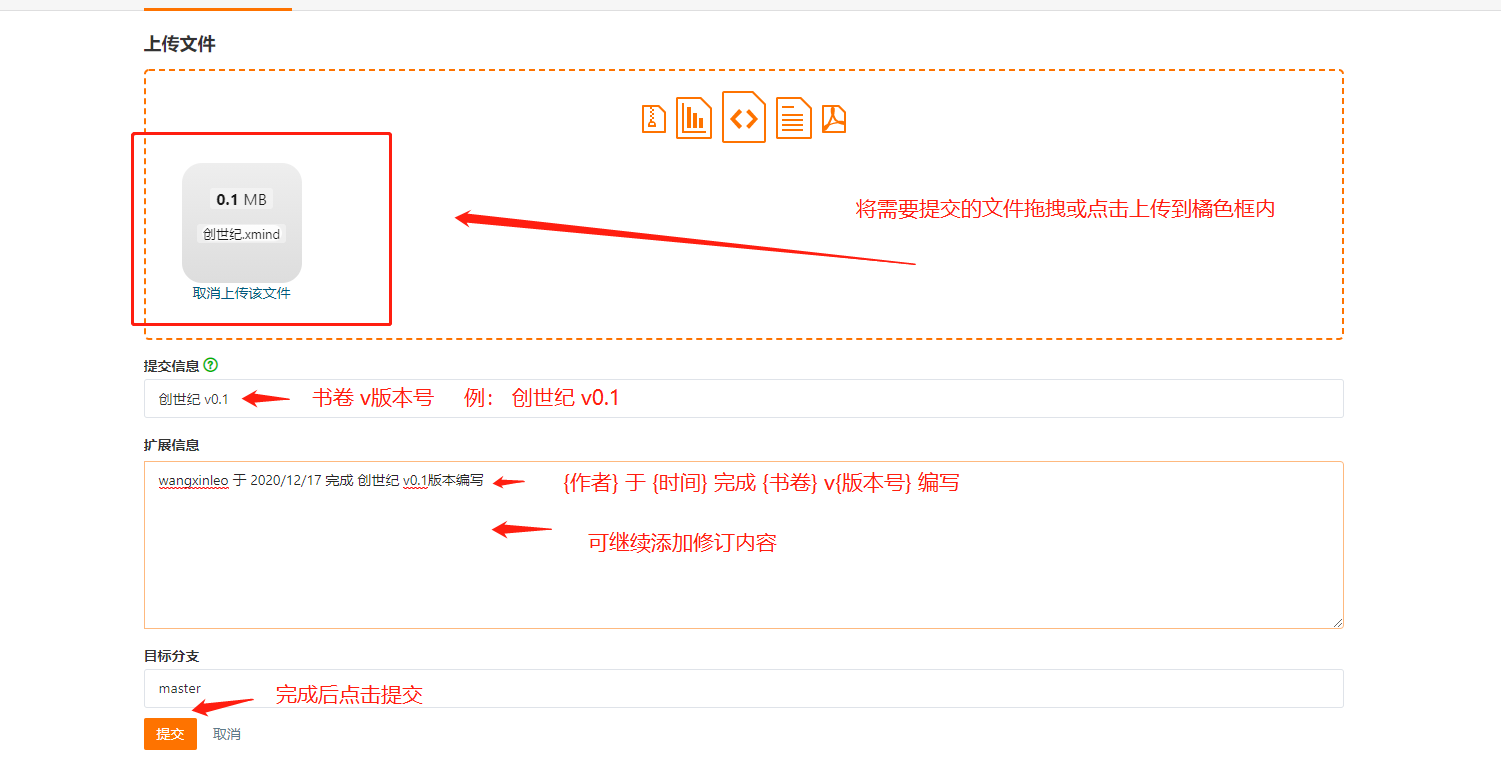 上传文件
0.1 MB
将需要提交的文件拖拽或点击上传到橘色框内
创世纪.xmind
取消上传该文件
提交信息
创世纪 v0.1 书卷 v版本号 例： 创世纪 v0.1
扩展信息
wangxinleo 于 2020/12/17 完成 创世纪 v0.1版本编写 {作者} 于 {时间} 完成 {书卷} v{版本号} 编写
可继续添加修订内容
目标分支
master
完成后点击提交
提交 取消